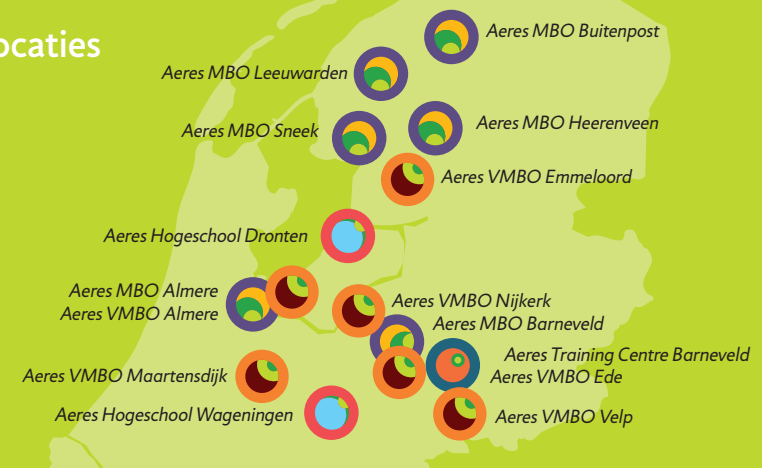 ocaties
Aeres MBO Buitenpost
Aeres MBO Leeuwarden
Aeres MBO Sneek
Aeres MBO Heerenveen
Aeres VMBO Emmeloord
Aeres Hogeschool Dronten
Aeres MBO Almere
Aeres VMBO Almere
Aeres VMBO Nijkerk
Aeres MBO Barneveld
Aeres Training Centre Barneveld
Aeres VMBO Ede
Aeres VMBO Maartensdijk
Aeres Hogeschool Wageningen
Aeres VMBO Velp